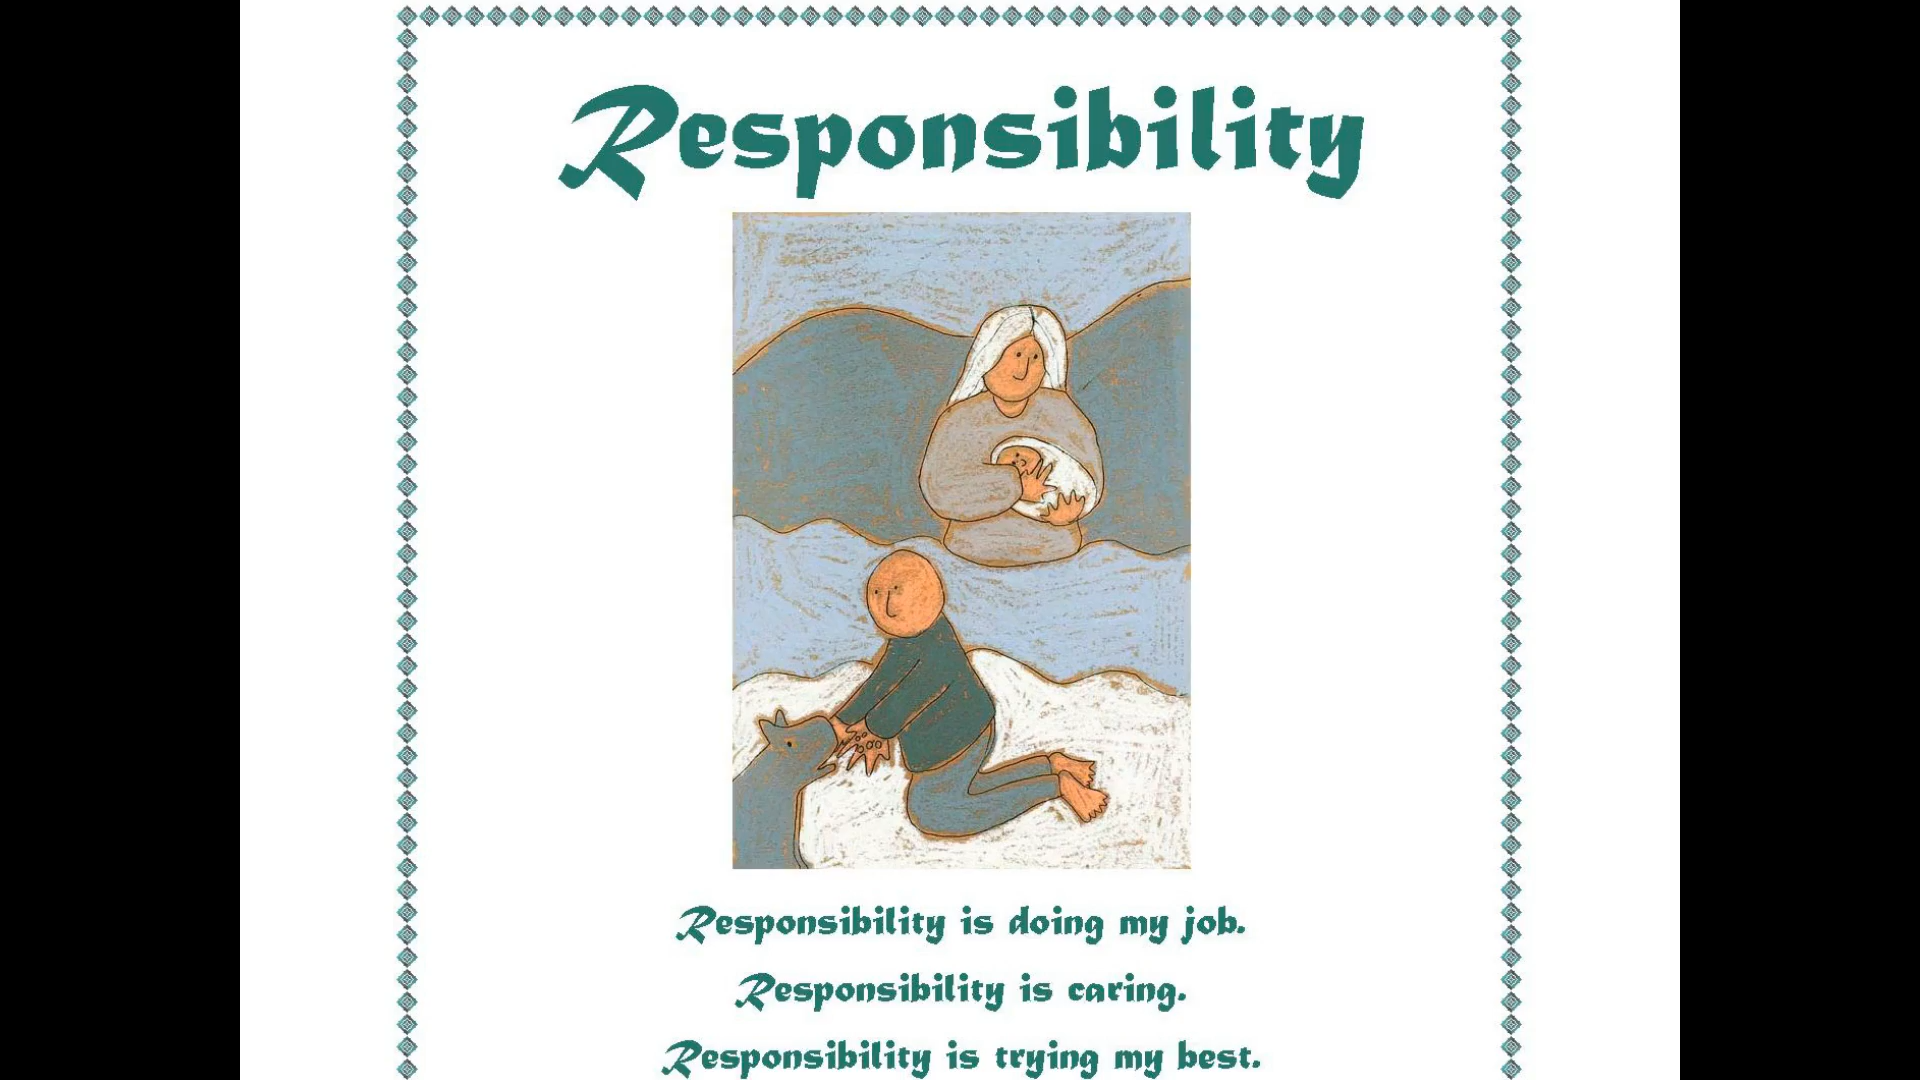 Responsibility
Responsibility is doing my job.
Responsibility is caring.
Responsibility is trying my best.